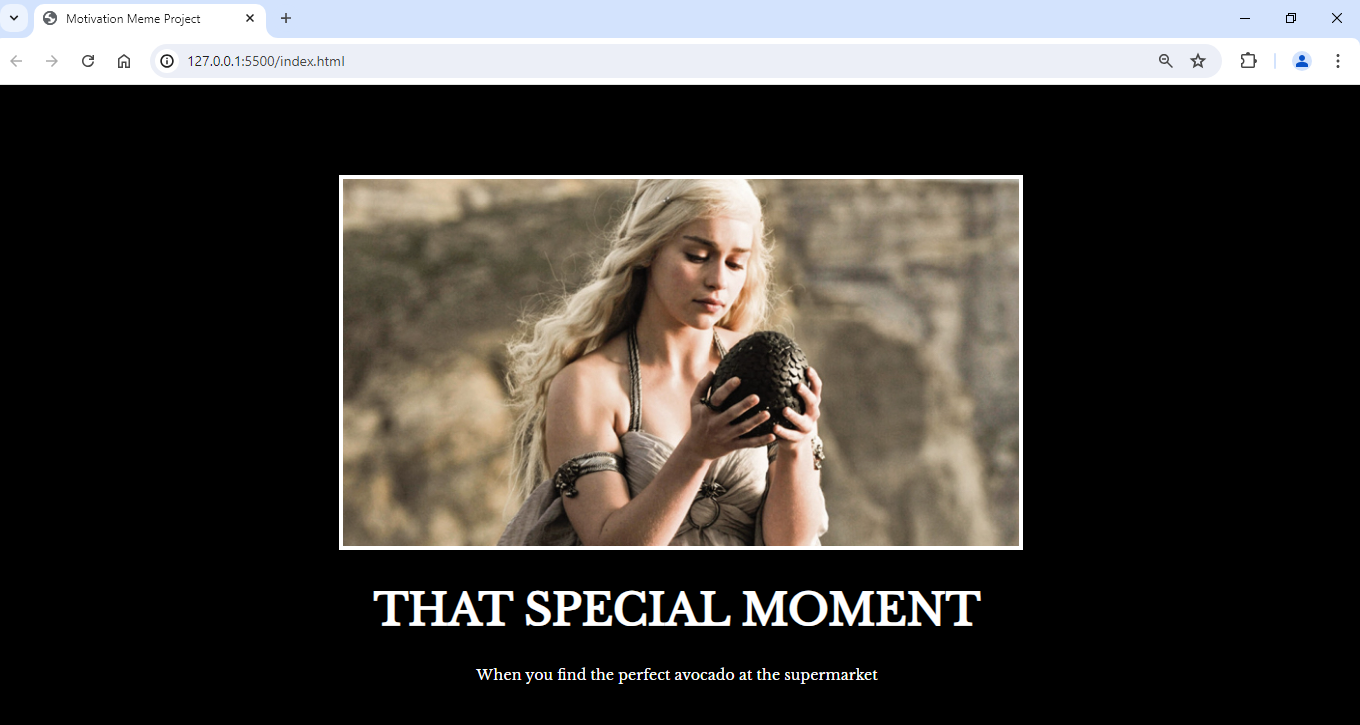 Motivation Meme Project
127.0.0.1:5500/index.html
THAT SPECIAL MOMENT
When you find the perfect avocado at the supermarket